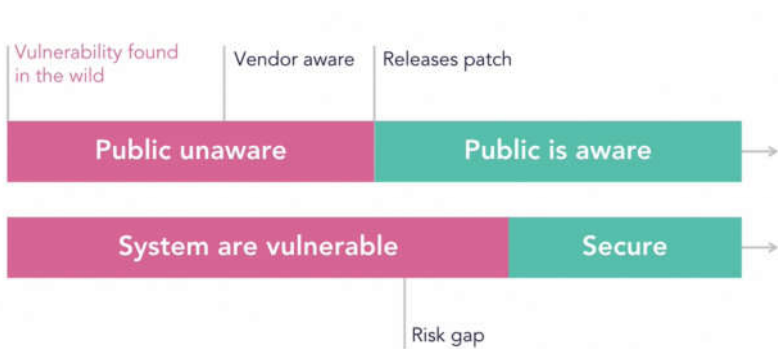 Vulnerability found
in the wild
Vendor aware
Releases patch
Public unaware
Public is aware
System are vulnerable
Secure
Risk gap